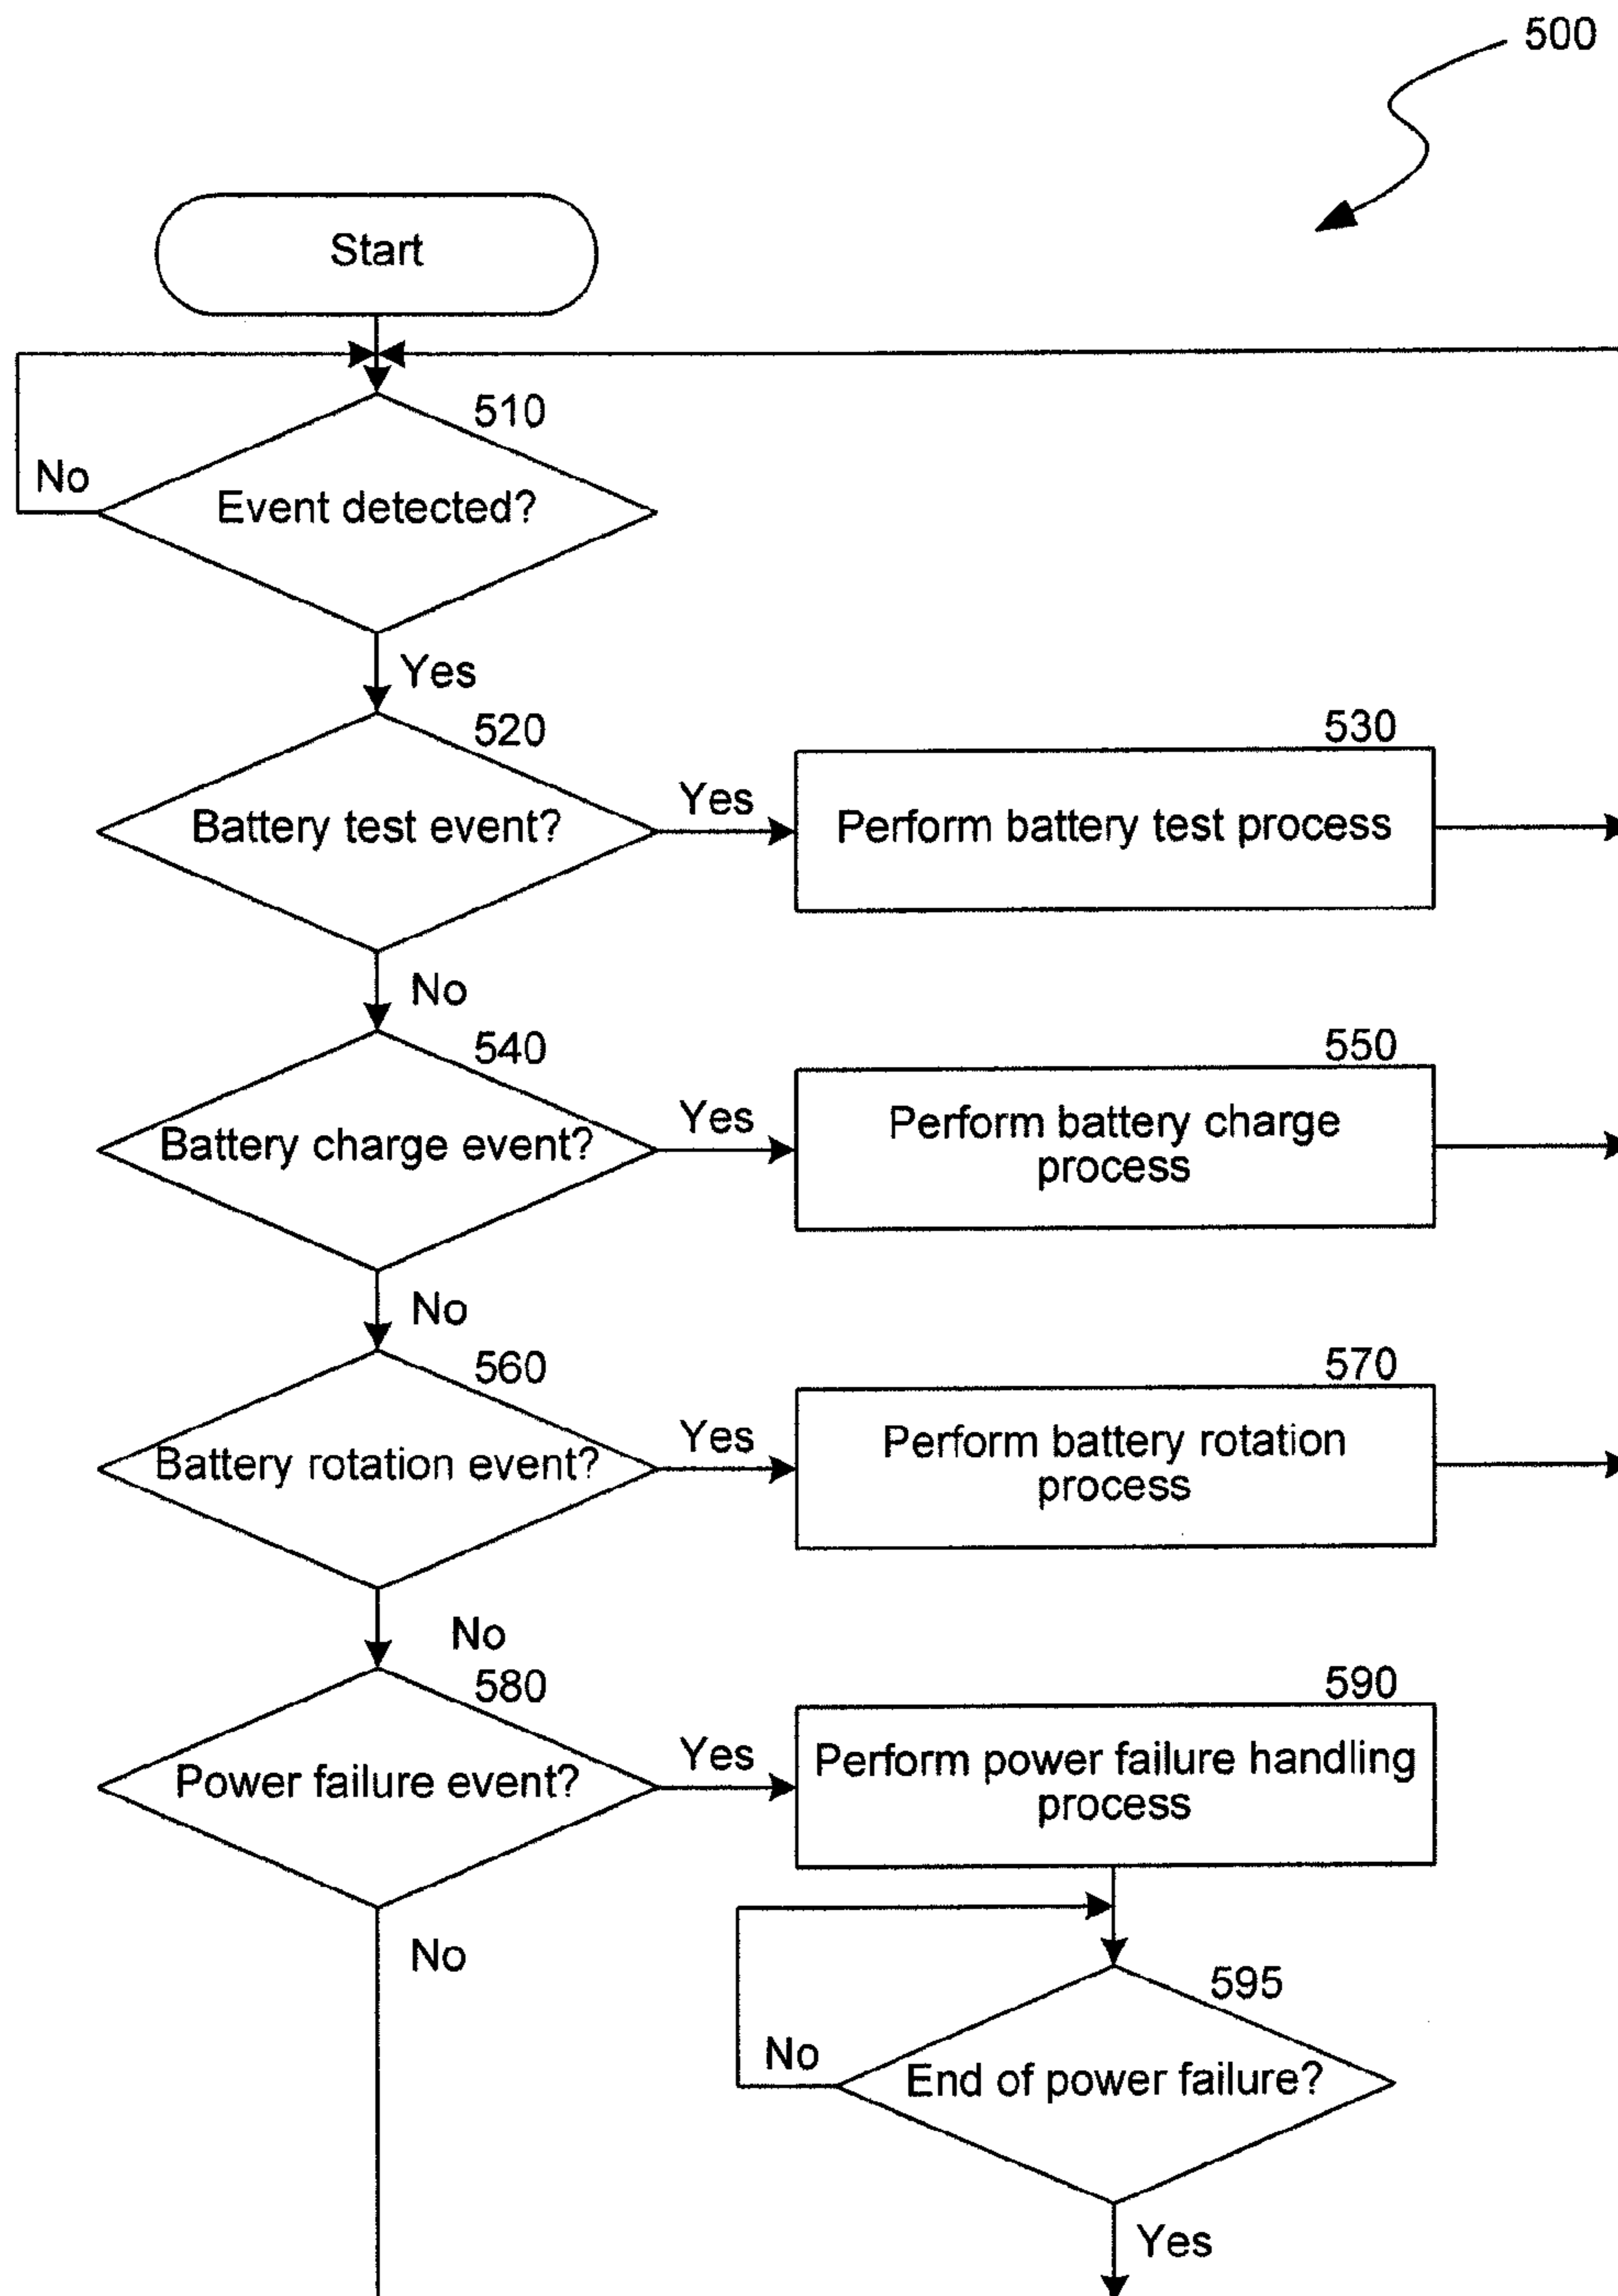 500
Start
510
No
Event detected?
Yes
520
530
Battery test event?
Yes
Perform battery test process
No
540
550
Battery charge event?
Yes
Perform battery charge
process
No
560
570
Battery rotation event?
Yes
Perform battery rotation
process
No
580
590
Power failure event?
Yes
Perform power failure handling
process
No
595
No
End of power failure?
Yes